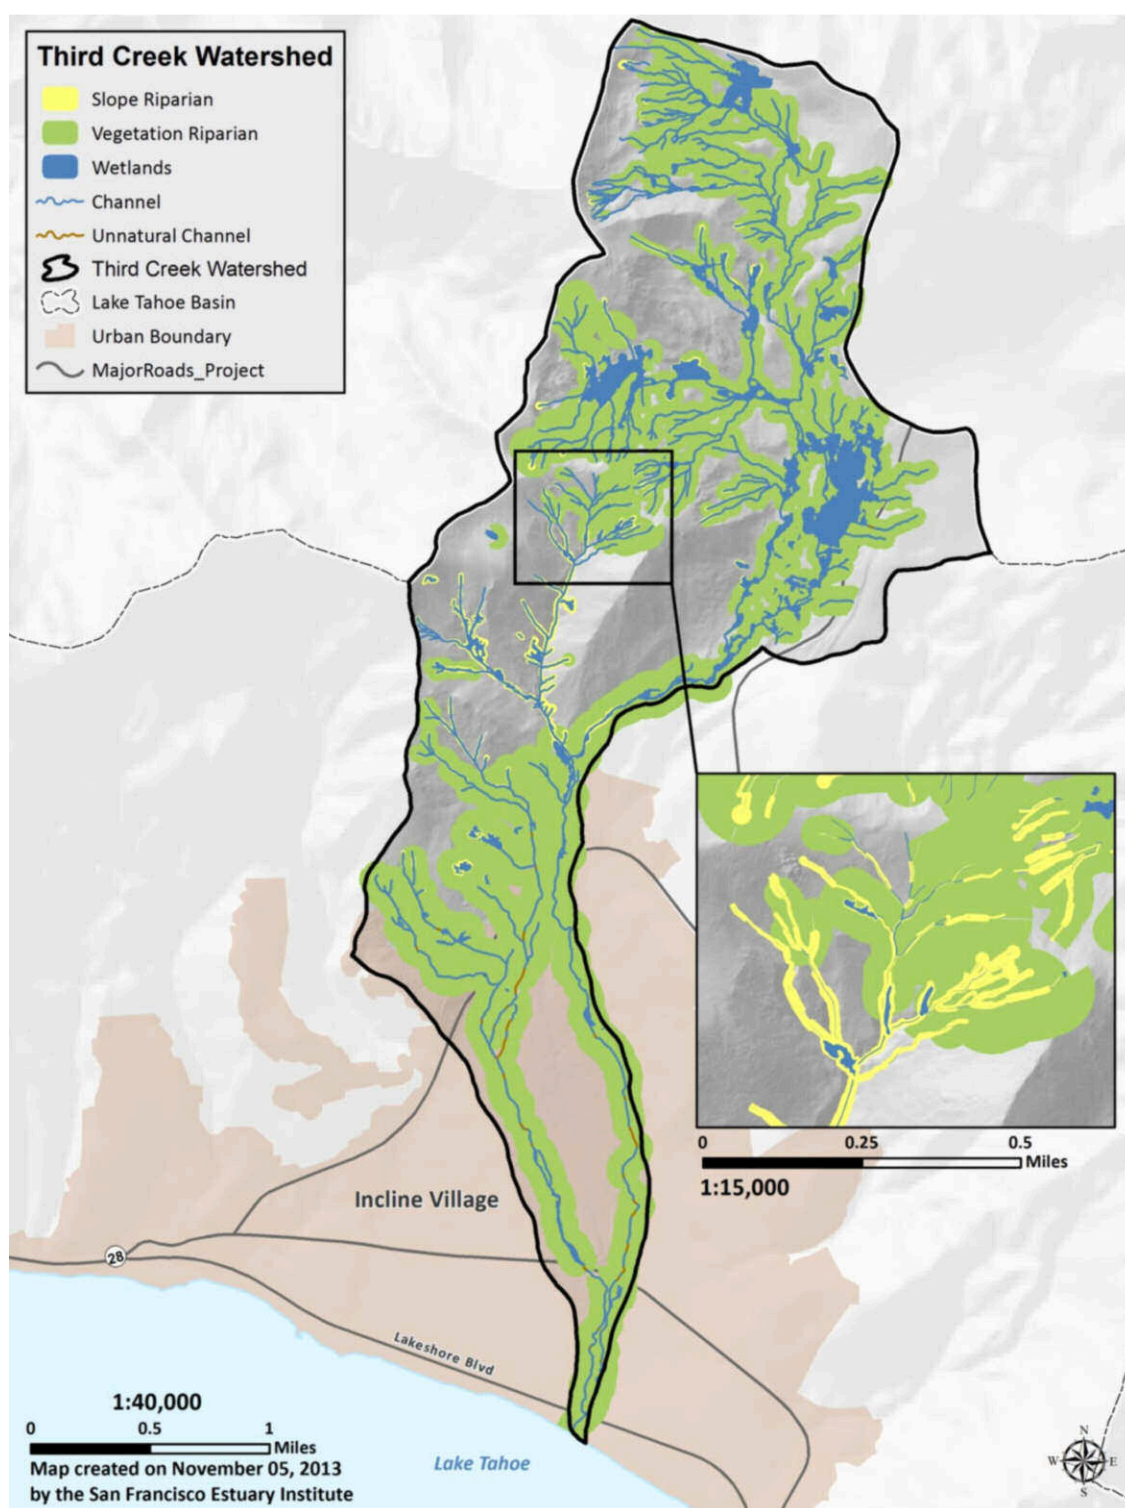 Third Creek Watershed
Slope Riparian
Vegetation Riparian
Wetlands
Channel
Unnatural Channel
Third Creek Watershed
Lake Tahoe Basin
Urban Boundary
MajorRoads_Project
0 0.25 0.5
Miles
1:15,000
Incline Village
28
Lakeshore Blvd
1:40,000
0 0.5 1
Miles
Map created on November 05, 2013
by the San Francisco Estuary Institute
Lake Tahoe
N
W E
S